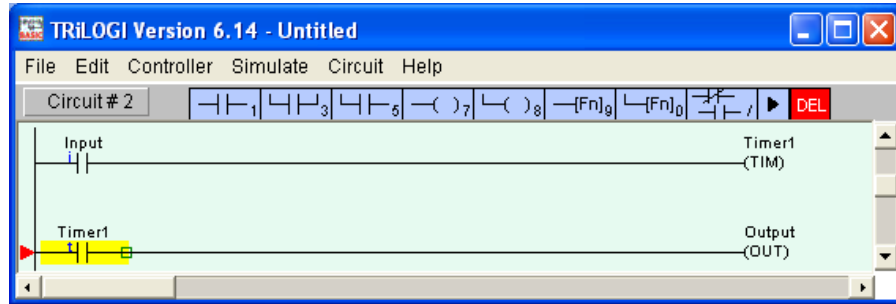 TRiLOGI Version 6.14 - Untitled
File Edit Controller Simulate Circuit Help
Circuit # 2 1 3 5 ( )7 ( )8 [Fn]9 [Fn]0 / DEL
Input Timer1
i (TIM)
Timer1 Output
t (OUT)